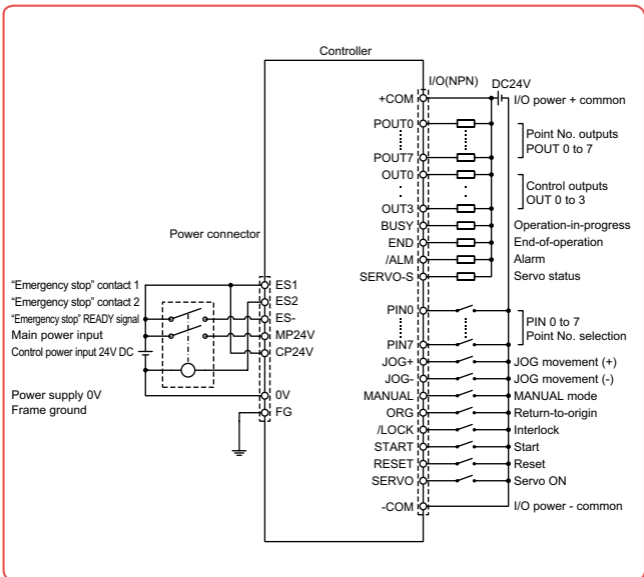 Controller
I/O(NPN)
DC24V
+COM
I/O power + common
POUT0
Point No. outputs
POUT 0 to 7
POUT7
OUT0
Control outputs
OUT 0 to 3
OUT3
BUSY
Operation-in-progress
END
End-of-operation
/ALM
Alarm
SERVO-S
Servo status
Power connector
"Emergency stop" contact 1
ES1
"Emergency stop" contact 2
ES2
"Emergency stop" READY signal
ES-
Main power input
MP24V
Control power input 24V DC
CP24V
Power supply 0V
0V
Frame ground
FG
PIN0
PIN 0 to 7
Point No. selection
PIN7
JOG+
JOG movement (+)
JOG-
JOG movement (-)
MANUAL
MANUAL mode
ORG
Return-to-origin
/LOCK
Interlock
START
Start
RESET
Reset
SERVO
Servo ON
-COM
I/O power - common